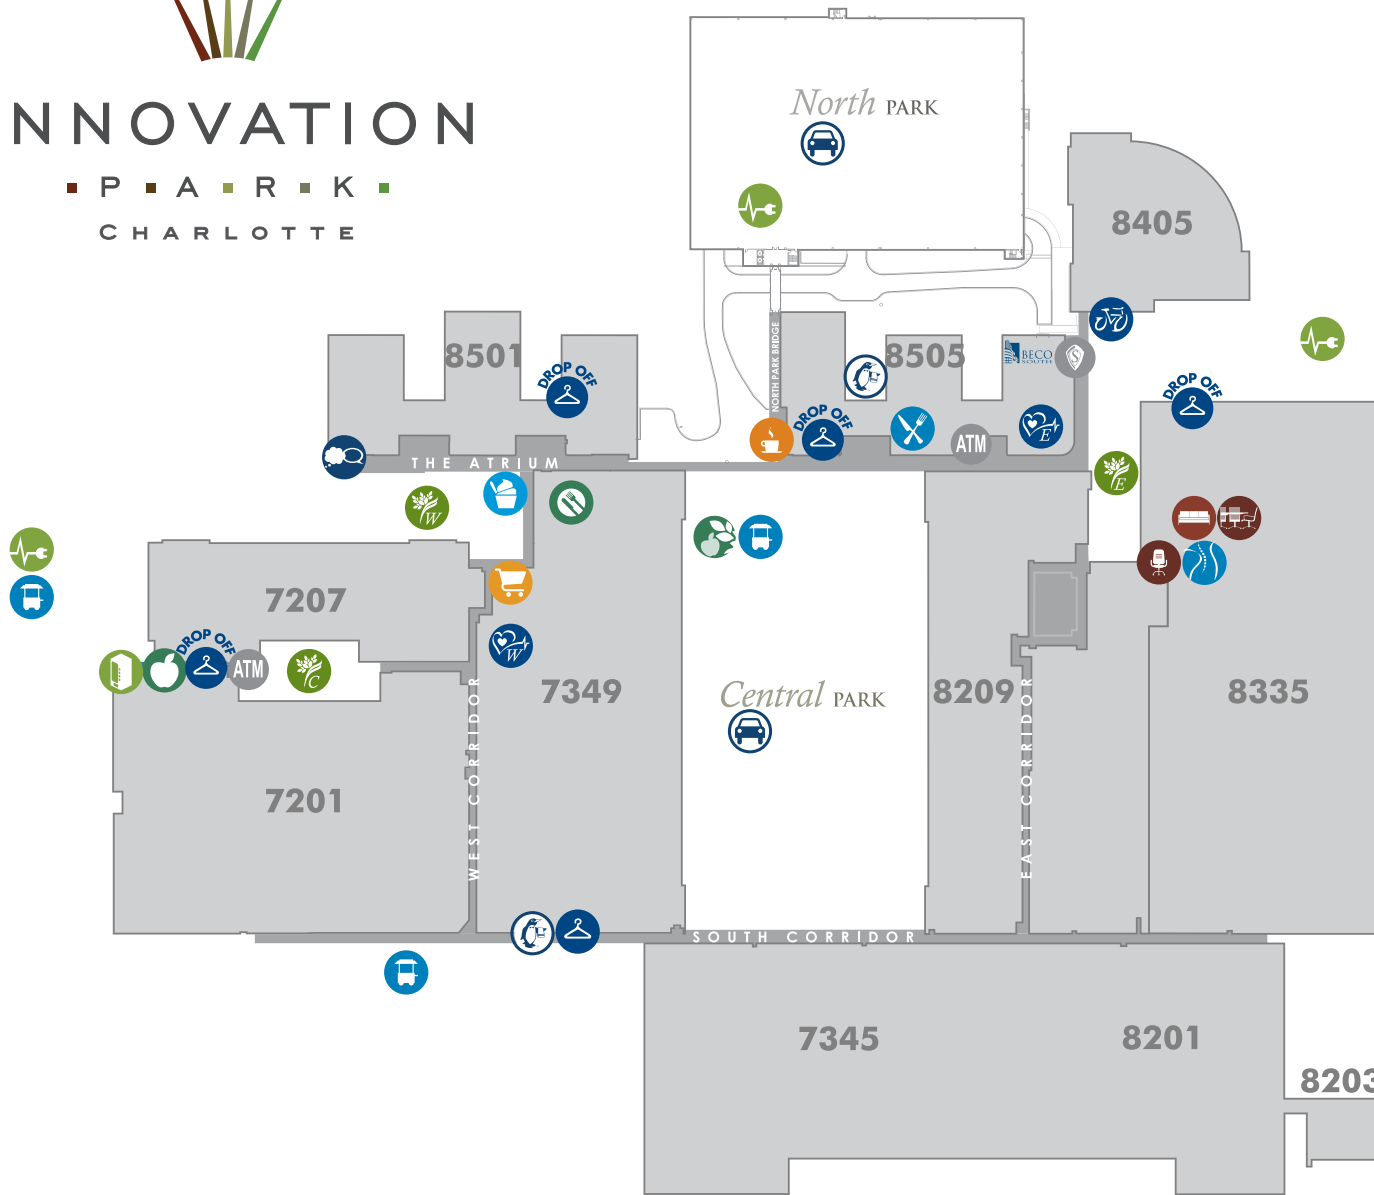 NNOVATION
PARK
CHARLOTTE
North PARK
8405
8501
DROP OFF
NORTH PARK BRIDGE
8505
BECO
SOUTH
S
DROP OFF
DROP OFF
ATM
E
THE ATRIUM
W
E
7207
DROP OFF
ATM
C
W
7349
Central PARK
8209
8335
WEST CORRIDOR
EAST CORRIDOR
7201
SOUTH CORRIDOR
7345
8201
8203